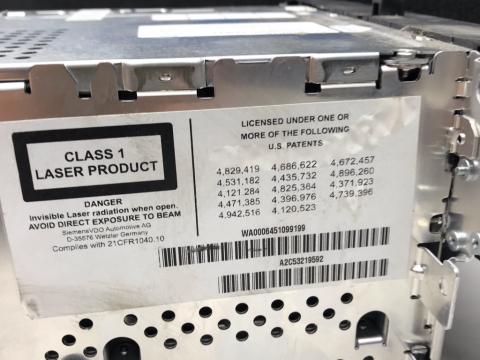 CLASS 1
LASER PRODUCT
DANGER
Invisible Laser radiation when open.
AVOID DIRECT EXPOSURE TO BEAM
SiemensVDO Automotive AG
D-35576 Wetzlar Germany
Complies with 21CFR1040.10
LICENSED UNDER ONE OR
MORE OF THE FOLLOWING
U.S. PATENTS
4,829,419 4,686,622 4,672,457
4,531,182 4,435,732 4,896,260
4,121,284 4,825,364 4,371,923
4,471,385 4,396,976 4,739,396
4,942,516 4,120,523
WA0006451099199
A2C53219592